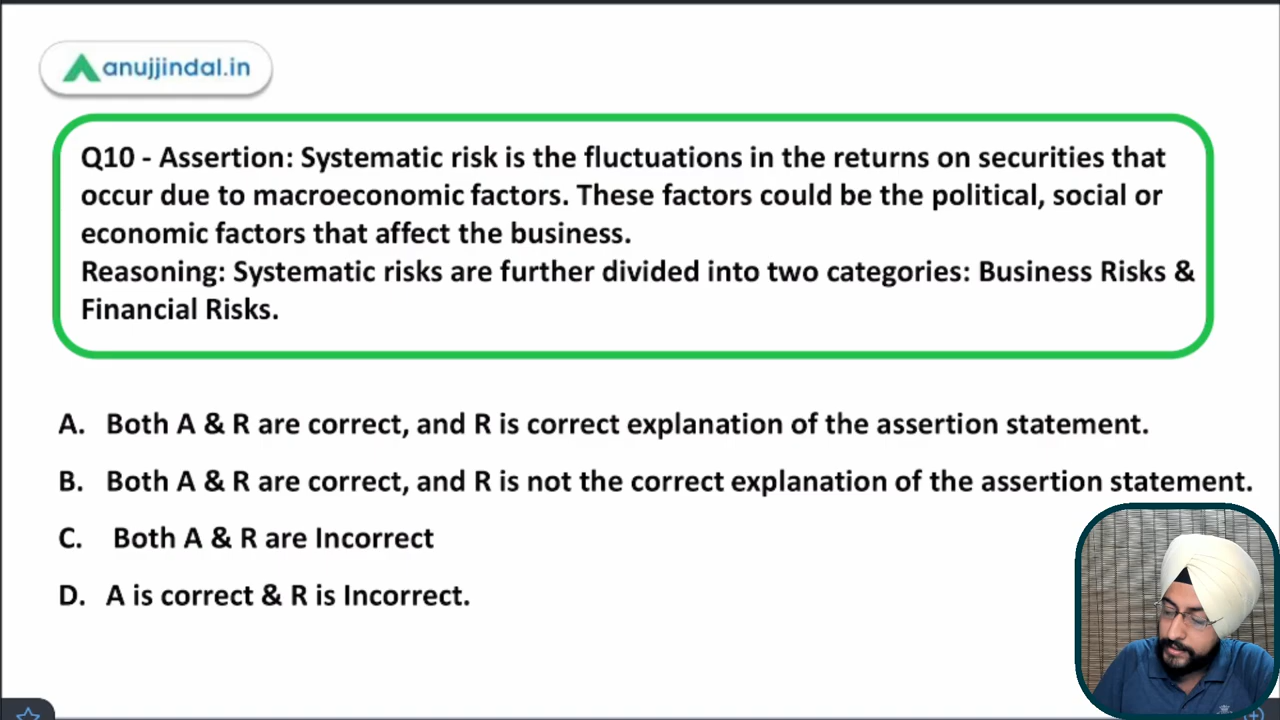 anujjindal.in
Q10 - Assertion: Systematic risk is the fluctuations in the returns on securities that
occur due to macroeconomic factors. These factors could be the political, social or
economic factors that affect the business.
Reasoning: Systematic risks are further divided into two categories: Business Risks &
Financial Risks.
A. Both A & R are correct, and R is correct explanation of the assertion statement.
B. Both A & R are correct, and R is not the correct explanation of the assertion statement.
C. Both A & R are Incorrect
D. A is correct & R is Incorrect.